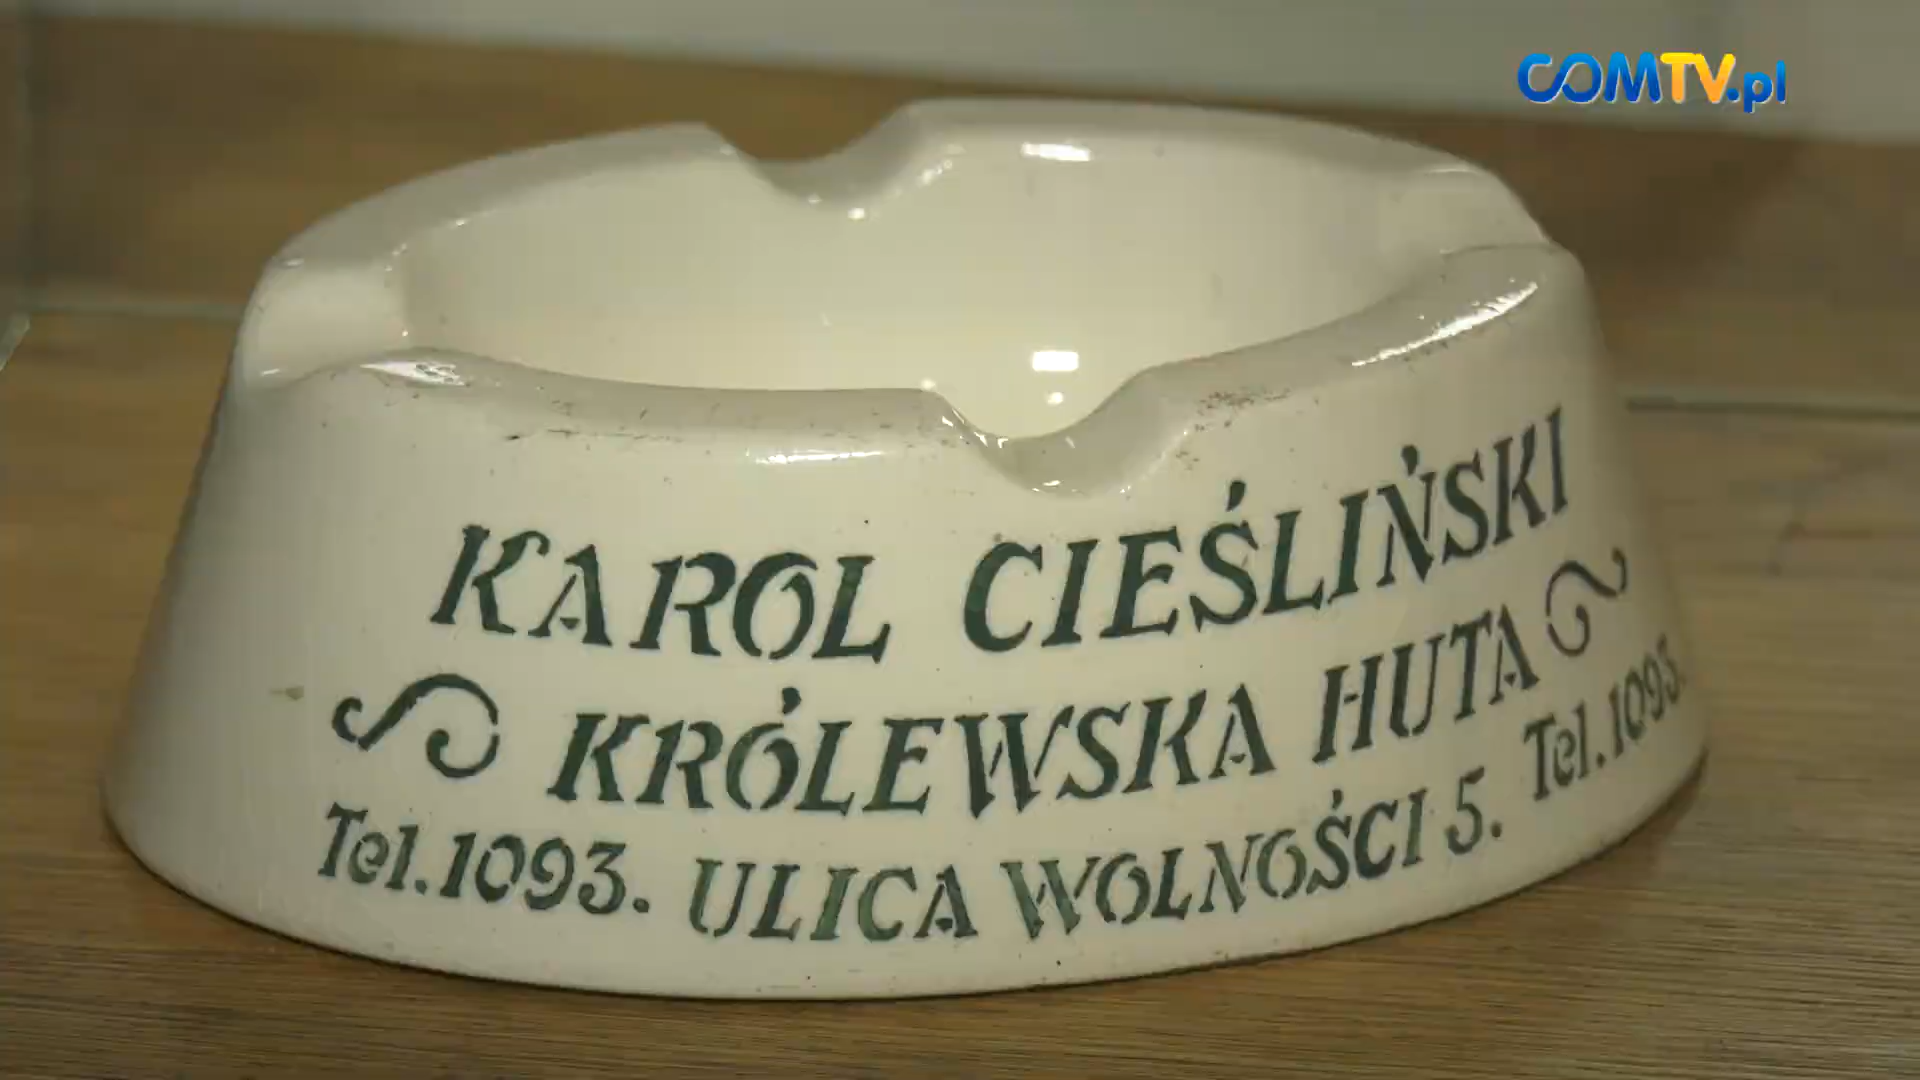 COMTV.pl
KAROL CIEŚLIŃSKI
KRÓLEWSKA HUTA
Tel. 1093. ULICA WOLNOŚCI 5. Tel. 1093.